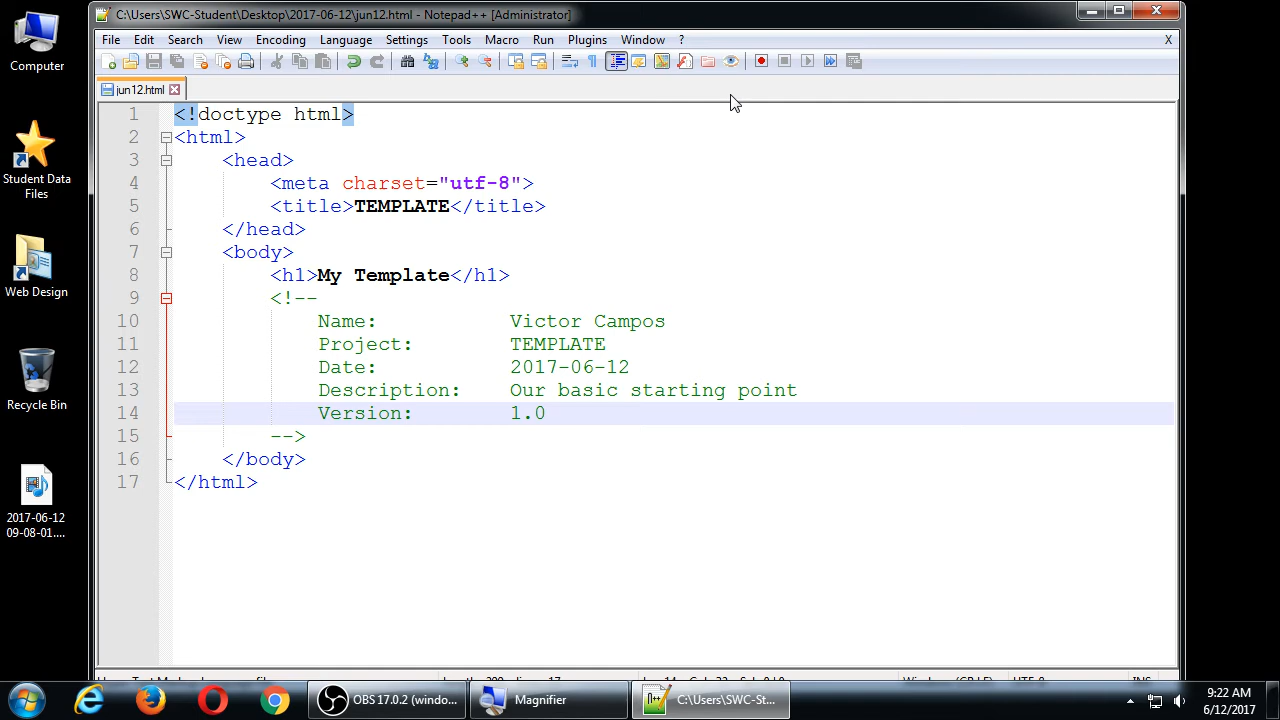 C:\Users\SWC-Student\Desktop\2017-06-12\jun12.html - Notepad++ [Administrator]
File Edit Search View Encoding Language Settings Tools Macro Run Plugins Window ? X
jun12.html
1 <!doctype html>
2 <html>
3 <head>
4 <meta charset="utf-8">
5 <title>TEMPLATE</title>
6 </head>
7 <body>
8 <h1>My Template</h1>
9 <!--
10 Name: Victor Campos
11 Project: TEMPLATE
12 Date: 2017-06-12
13 Description: Our basic starting point
14 Version: 1.0
15 -->
16 </body>
17 </html>
Computer
Student Data
Files
Web Design
Recycle Bin
2017-06-12
09-08-01....
OBS 17.0.2 (windo...
Magnifier
C:\Users\SWC-St...
9:22 AM
6/12/2017